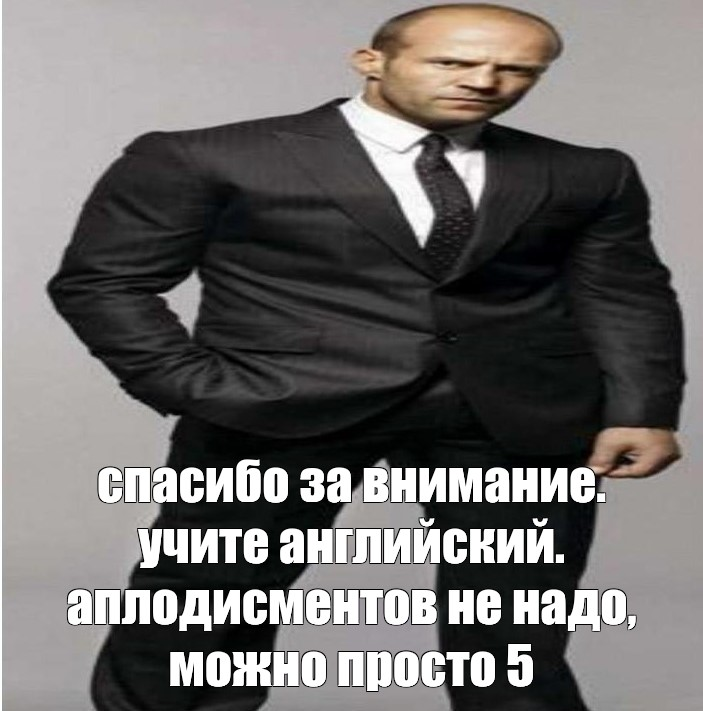 спасибо за внимание.
учите английский.
аплодисментов не надо,
можно просто 5